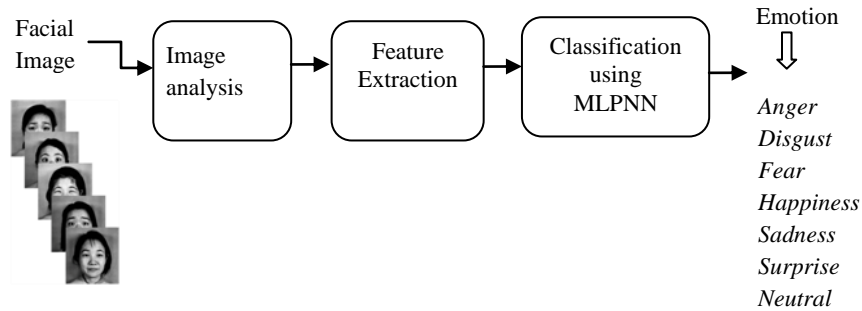 Facial
Image
Image
analysis
Feature
Extraction
Classification
using
MLPNN
Emotion
Anger
Disgust
Fear
Happiness
Sadness
Surprise
Neutral